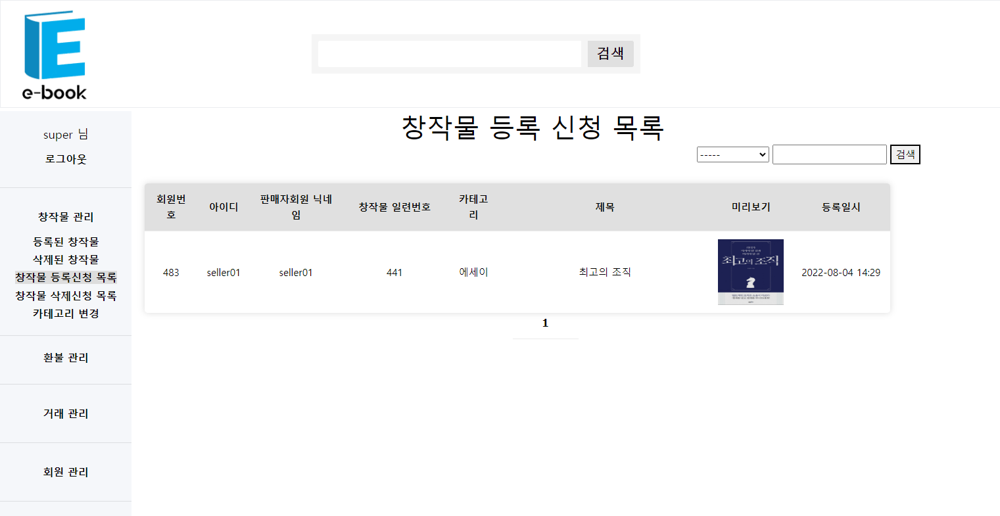 e-book
검색
super 님
로그아웃
창작물 관리
등록된 창작물
삭제된 창작물
창작물 등록신청 목록
창작물 삭제신청 목록
카테고리 변경
환불 관리
거래 관리
회원 관리
창작물 등록 신청 목록
----- 검색
회원번호 아이디 판매자회원 닉네임 창작물 일련번호 카테고리 제목 미리보기 등록일시
483 seller01 seller01 441 에세이 최고의 조직 최고의 조직 2022-08-04 14:29
1